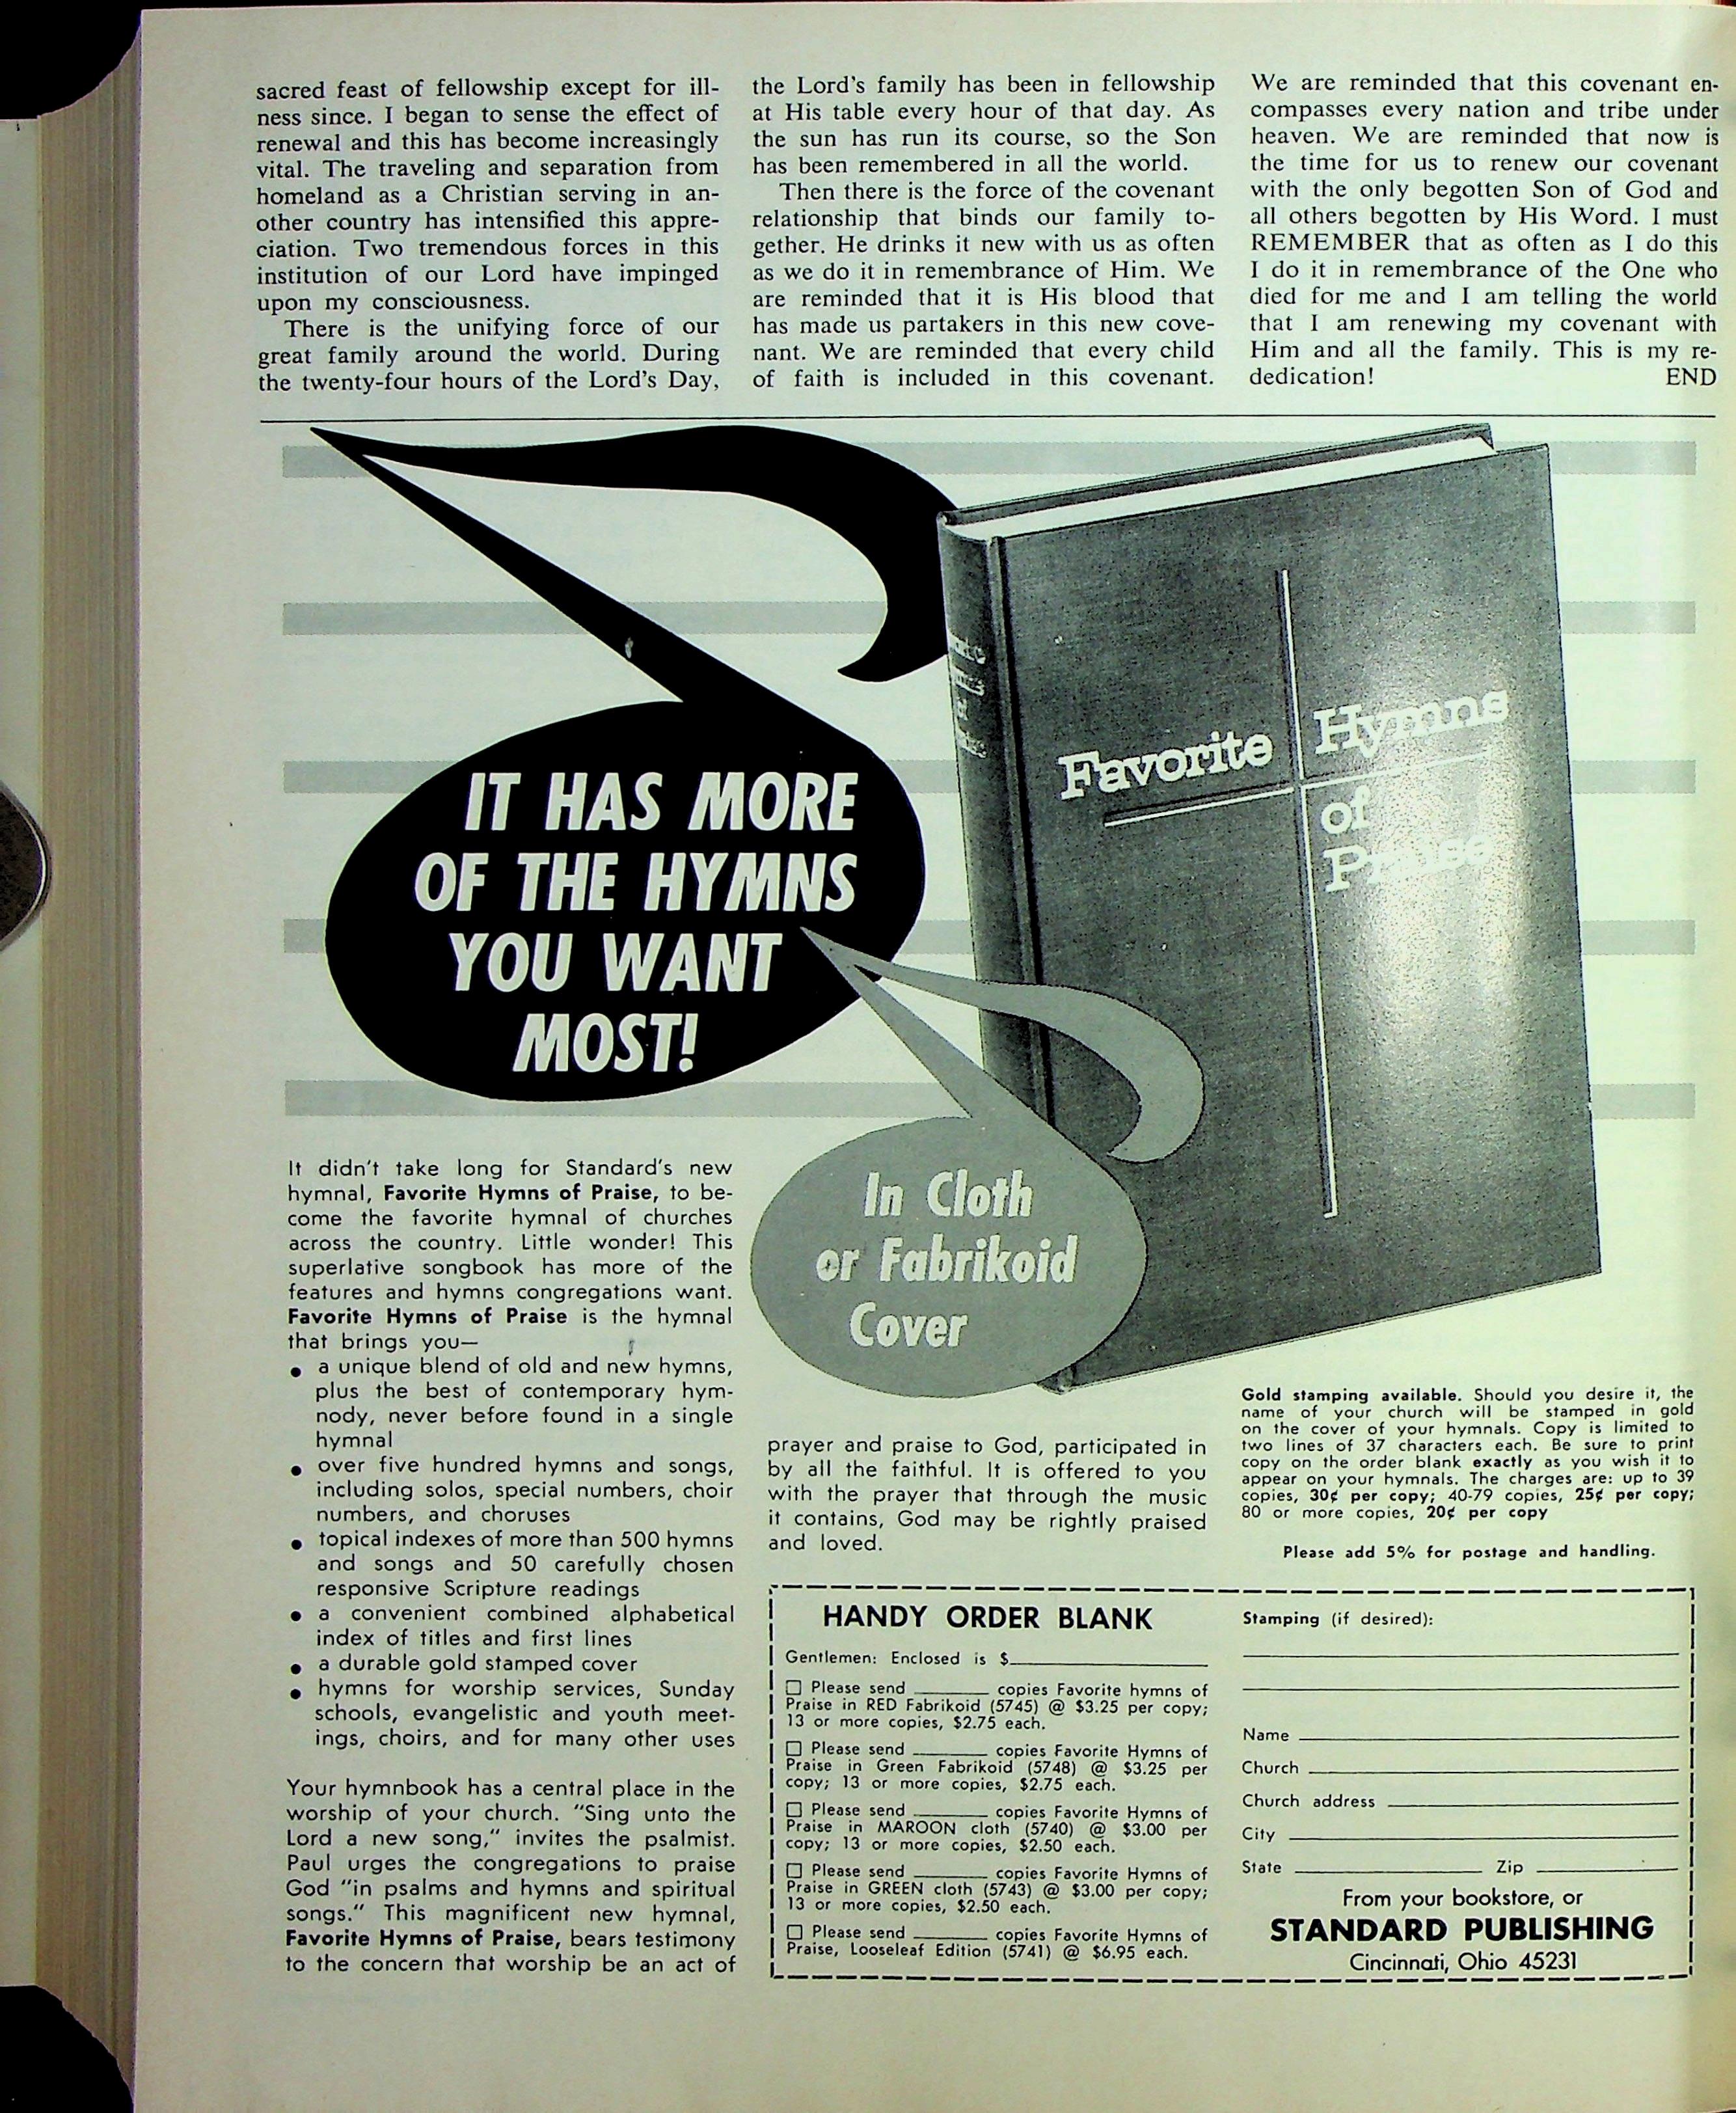 sacred feast of fellowship except for ill-
ness since. I began to sense the effect of
renewal and this has become increasingly
vital. The traveling and separation from
homeland as a Christian serving in an-
other country has intensified this appre-
ciation. Two tremendous forces in this
institution of our Lord have impinged
upon my consciousness.
There is the unifying force of our
great family around the world. During
the twenty-four hours of the Lord's Day,
the Lord's family has been in fellowship
at His table every hour of that day. As
the sun has run its course, so the Son
has been remembered in all the world.
Then there is the force of the covenant
relationship that binds our family to-
gether. He drinks it new with us as often
as we do it in remembrance of Him. We
are reminded that it is His blood that
has made us partakers in this new cove-
nant. We are reminded that every child
of faith is included in this covenant.
We are reminded that this covenant en-
compasses every nation and tribe under
heaven. We are reminded that now is
the time for us to renew our covenant
with the only begotten Son of God and
all others begotten by His Word. I must
REMEMBER that as often as I do this
I do it in remembrance of the One who
died for me and I am telling the world
that I am renewing my covenant with
Him and all the family. This is my re-
dedication! END
IT HAS MORE
OF THE HYMNS
YOU WANT
MOST!
Favorite Hymns
of
Praise
In Cloth
or Fabrikoid
Cover
It didn't take long for Standard's new
hymnal, Favorite Hymns of Praise, to be-
come the favorite hymnal of churches
across the country. Little wonder! This
superlative songbook has more of the
features and hymns congregations want.
Favorite Hymns of Praise is the hymnal
that brings you—
• a unique blend of old and new hymns,
plus the best of contemporary hym-
nody, never before found in a single
hymnal
• over five hundred hymns and songs,
including solos, special numbers, choir
numbers, and choruses
• topical indexes of more than 500 hymns
and songs and 50 carefully chosen
responsive Scripture readings
• a convenient combined alphabetical
index of titles and first lines
• a durable gold stamped cover
• hymns for worship services, Sunday
schools, evangelistic and youth meet-
ings, choirs, and for many other uses
Your hymnbook has a central place in the
worship of your church. "Sing unto the
Lord a new song," invites the psalmist.
Paul urges the congregations to praise
God "in psalms and hymns and spiritual
songs." This magnificent new hymnal,
Favorite Hymns of Praise, bears testimony
to the concern that worship be an act of
prayer and praise to God, participated in
by all the faithful. It is offered to you
with the prayer that through the music
it contains, God may be rightly praised
and loved.
Gold stamping available. Should you desire it, the
name of your church will be stamped in gold
on the cover of your hymnals. Copy is limited to
two lines of 37 characters each. Be sure to print
copy on the order blank exactly as you wish it to
appear on your hymnals. The charges are: up to 39
copies, 30¢ per copy; 40-79 copies, 25¢ per copy;
80 or more copies, 20¢ per copy
Please add 5% for postage and handling.
HANDY ORDER BLANK
Gentlemen: Enclosed is $
Please send ______ copies Favorite hymns of
Praise in RED Fabrikoid (5745) @ $3.25 per copy;
13 or more copies, $2.75 each.
Please send ______ copies Favorite Hymns of
Praise in Green Fabrikoid (5748) @ $3.25 per
copy; 13 or more copies, $2.75 each.
Please send ______ copies Favorite Hymns of
Praise in MAROON cloth (5740) @ $3.00 per
copy; 13 or more copies, $2.50 each.
Please send ______ copies Favorite Hymns of
Praise in GREEN cloth (5743) @ $3.00 per copy;
13 or more copies, $2.50 each.
Please send ______ copies Favorite Hymns of
Praise, Looseleaf Edition (5741) @ $6.95 each.
Stamping (if desired):
Name
Church
Church address
City
State ______ Zip
From your bookstore, or
STANDARD PUBLISHING
Cincinnati, Ohio 45231